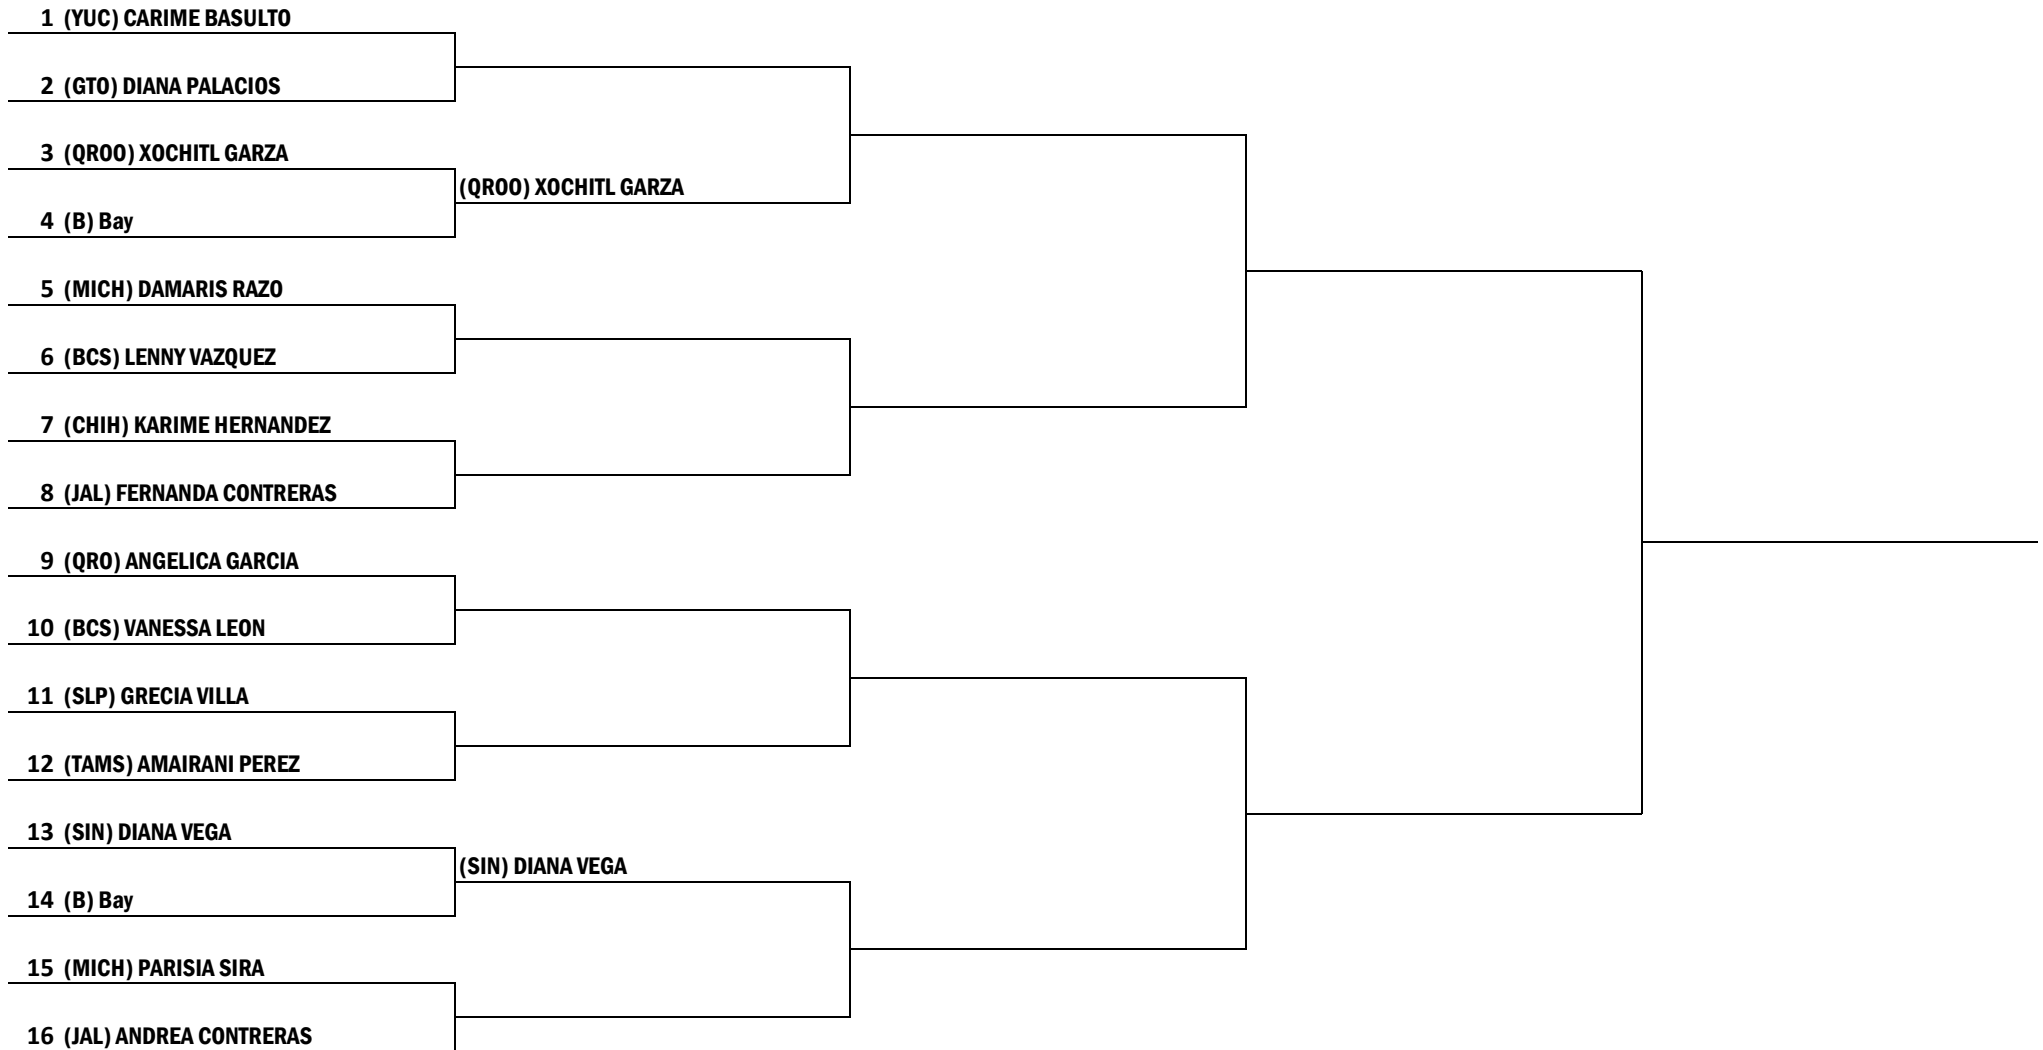 1 (YUC) CARIME BASULTO
2 (GTO) DIANA PALACIOS
3 (QROO) XOCHITL GARZA
(QROO) XOCHITL GARZA
4 (B) Bay
5 (MICH) DAMARIS RAZO
6 (BCS) LENNY VAZQUEZ
7 (CHIH) KARIME HERNANDEZ
8 (JAL) FERNANDA CONTRERAS
9 (QRO) ANGELICA GARCIA
10 (BCS) VANESSA LEON
11 (SLP) GRECIA VILLA
12 (TAMS) AMAIRANI PEREZ
13 (SIN) DIANA VEGA
(SIN) DIANA VEGA
14 (B) Bay
15 (MICH) PARISIA SIRA
16 (JAL) ANDREA CONTRERAS